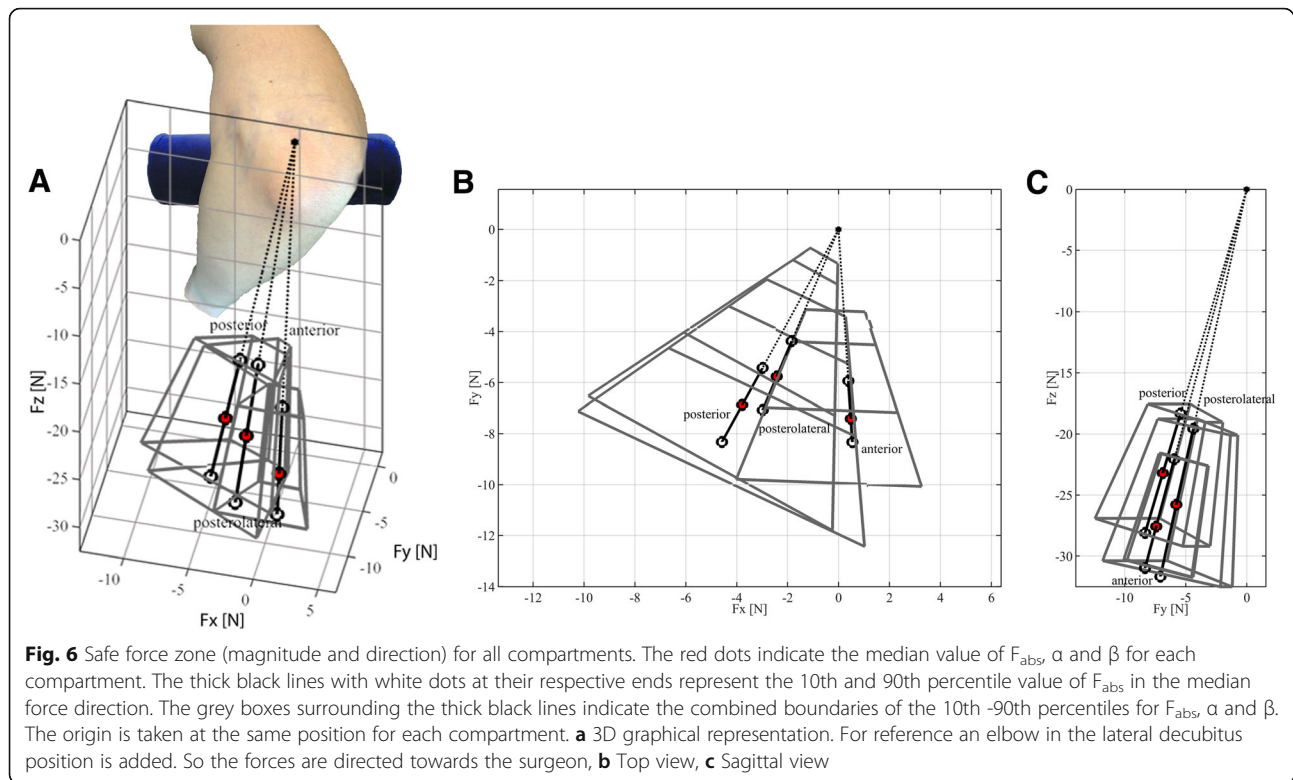 A
B
C
0
-5
-10
-15
-20
-25
-30
Fz [N]
posterior
anterior
posterolateral
-10
-5
0
5
Fx [N]
0
-5
-10
Fy [N]
0
-2
-4
-6
-8
-10
-12
-14
Fy [N]
posterior
posterolateral
anterior
-12
-10
-8
-6
-4
-2
0
2
4
6
Fx [N]
0
-5
-10
-15
-20
-25
-30
Fz [N]
posterior
posterolateral
anterior
-10
-5
0
Fy [N]
Fig. 6 Safe force zone (magnitude and direction) for all compartments. The red dots indicate the median value of Fabs, α and β for each
compartment. The thick black lines with white dots at their respective ends represent the 10th and 90th percentile value of Fabs in the median
force direction. The grey boxes surrounding the thick black lines indicate the combined boundaries of the 10th -90th percentiles for Fabs, α and β.
The origin is taken at the same position for each compartment. a 3D graphical representation. For reference an elbow in the lateral decubitus
position is added. So the forces are directed towards the surgeon, b Top view, c Sagittal view